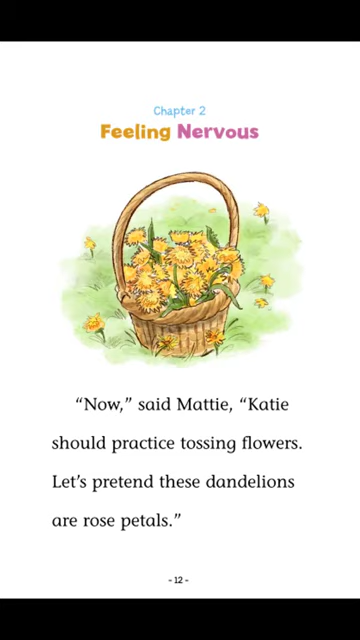 Chapter 2
Feeling Nervous
“Now,” said Mattie, “Katie
should practice tossing flowers.
Let’s pretend these dandelions
are rose petals.”
- 12 -